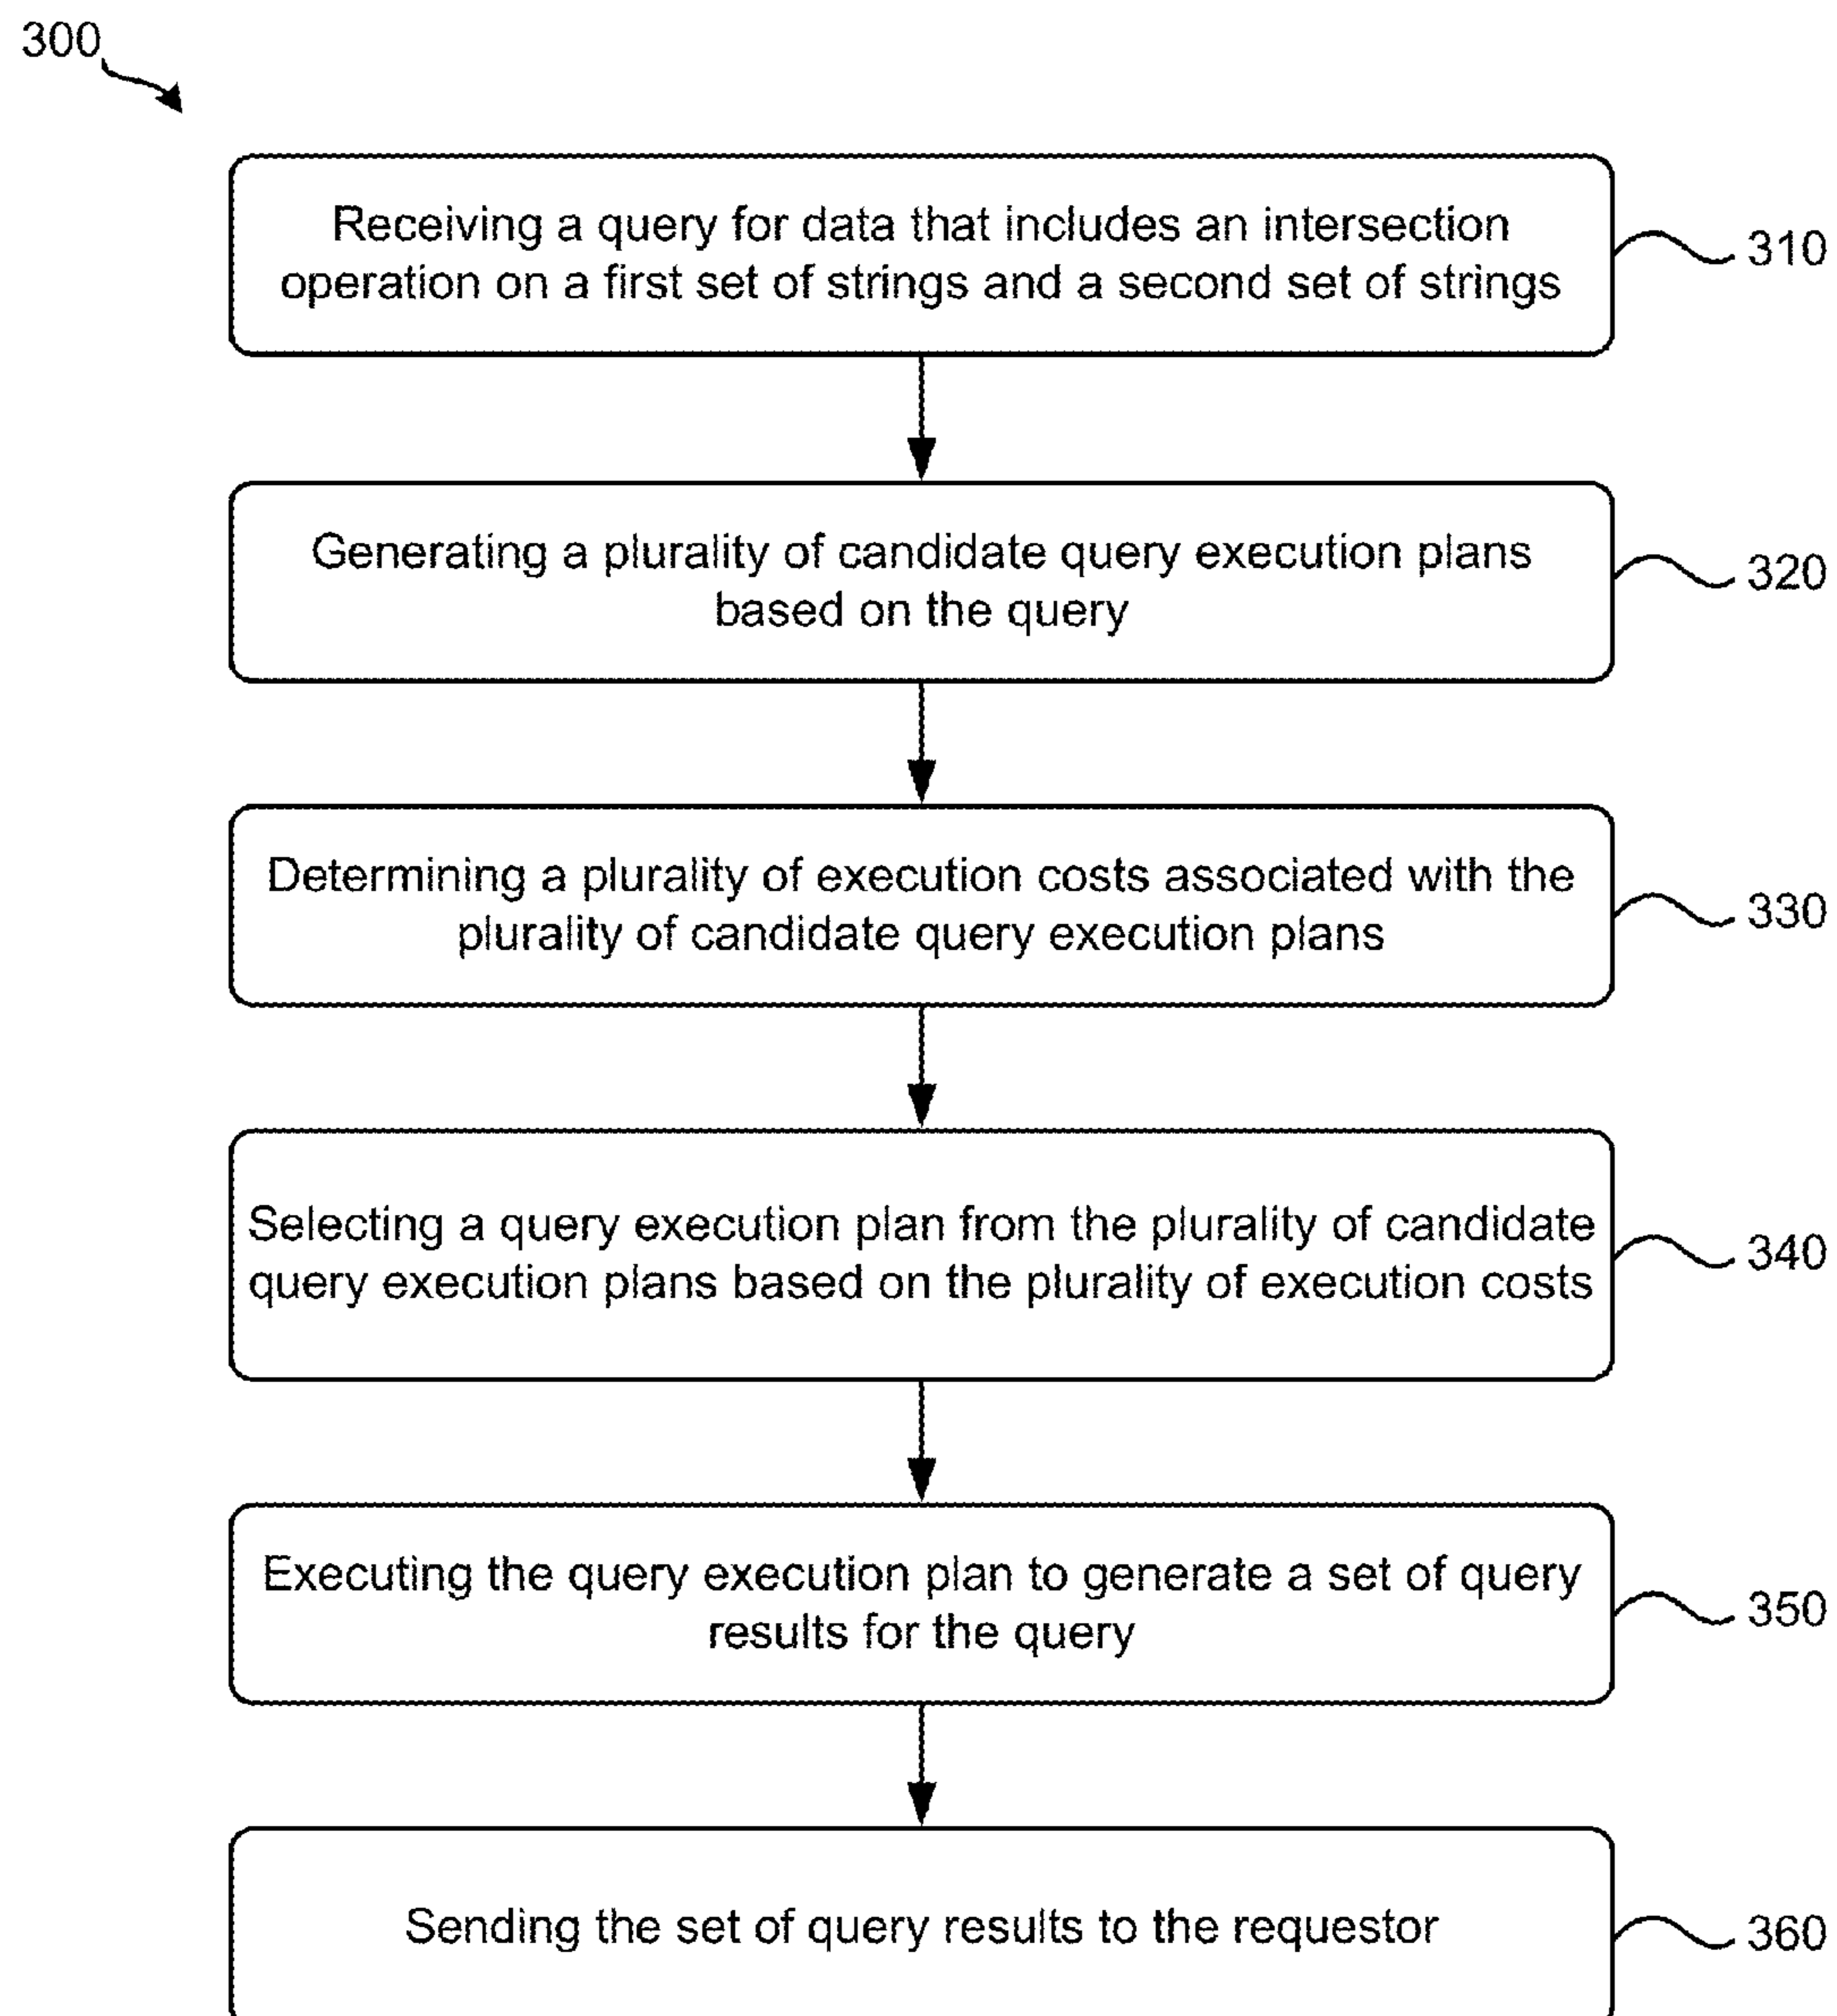 300
Receiving a query for data that includes an intersection
operation on a first set of strings and a second set of strings
310
Generating a plurality of candidate query execution plans
based on the query
320
Determining a plurality of execution costs associated with the
plurality of candidate query execution plans
330
Selecting a query execution plan from the plurality of candidate
query execution plans based on the plurality of execution costs
340
Executing the query execution plan to generate a set of query
results for the query
350
Sending the set of query results to the requestor
360